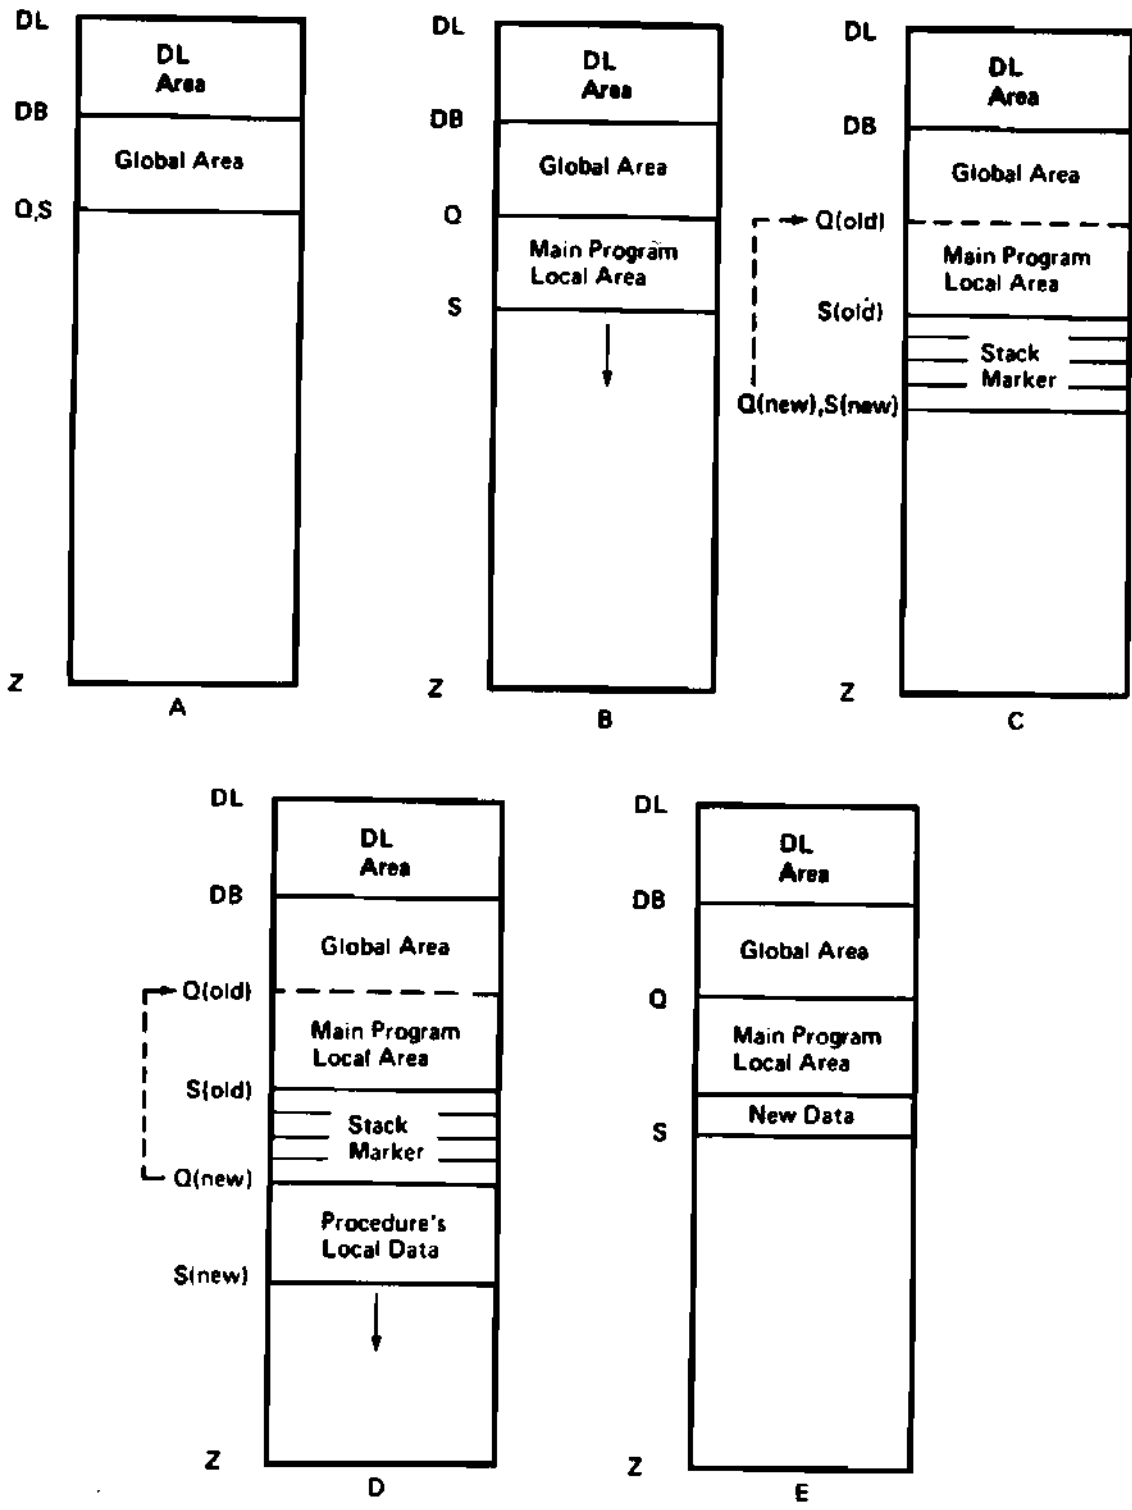 DL
DL
Area
DB
Global Area
Q,S
Z
A
DL
DL
Area
DB
Global Area
Q
Main Program
Local Area
S
Z
B
DL
DL
Area
DB
Global Area
Q(old)
Main Program
Local Area
S(old)
Stack
Marker
Q(new),S(new)
Z
C
DL
DL
Area
DB
Global Area
Q(old)
Main Program
Local Area
S(old)
Stack
Marker
Q(new)
Procedure's
Local Data
S(new)
Z
D
DL
DL
Area
DB
Global Area
Q
Main Program
Local Area
New Data
S
Z
E